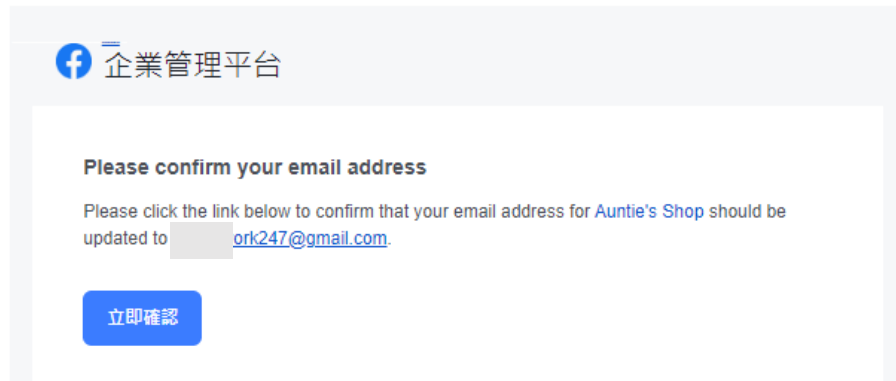 企業管理平台
Please confirm your email address
Please click the link below to confirm that your email address for Auntie's Shop should be
updated to ork247@gmail.com.
立即確認